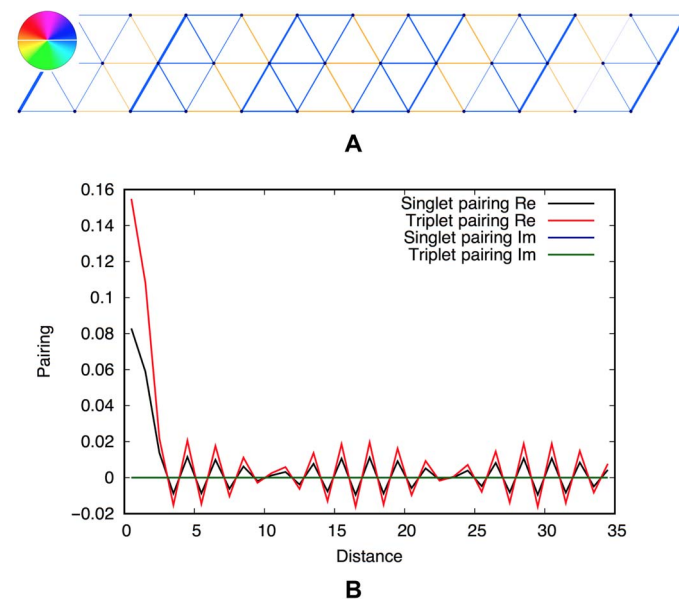 A
0.16
0.14
0.12
0.1
0.08
0.06
0.04
0.02
0
−0.02
Pairing
Singlet pairing Re
Triplet pairing Re
Singlet pairing Im
Triplet pairing Im
0 5 10 15 20 25 30 35
Distance
B